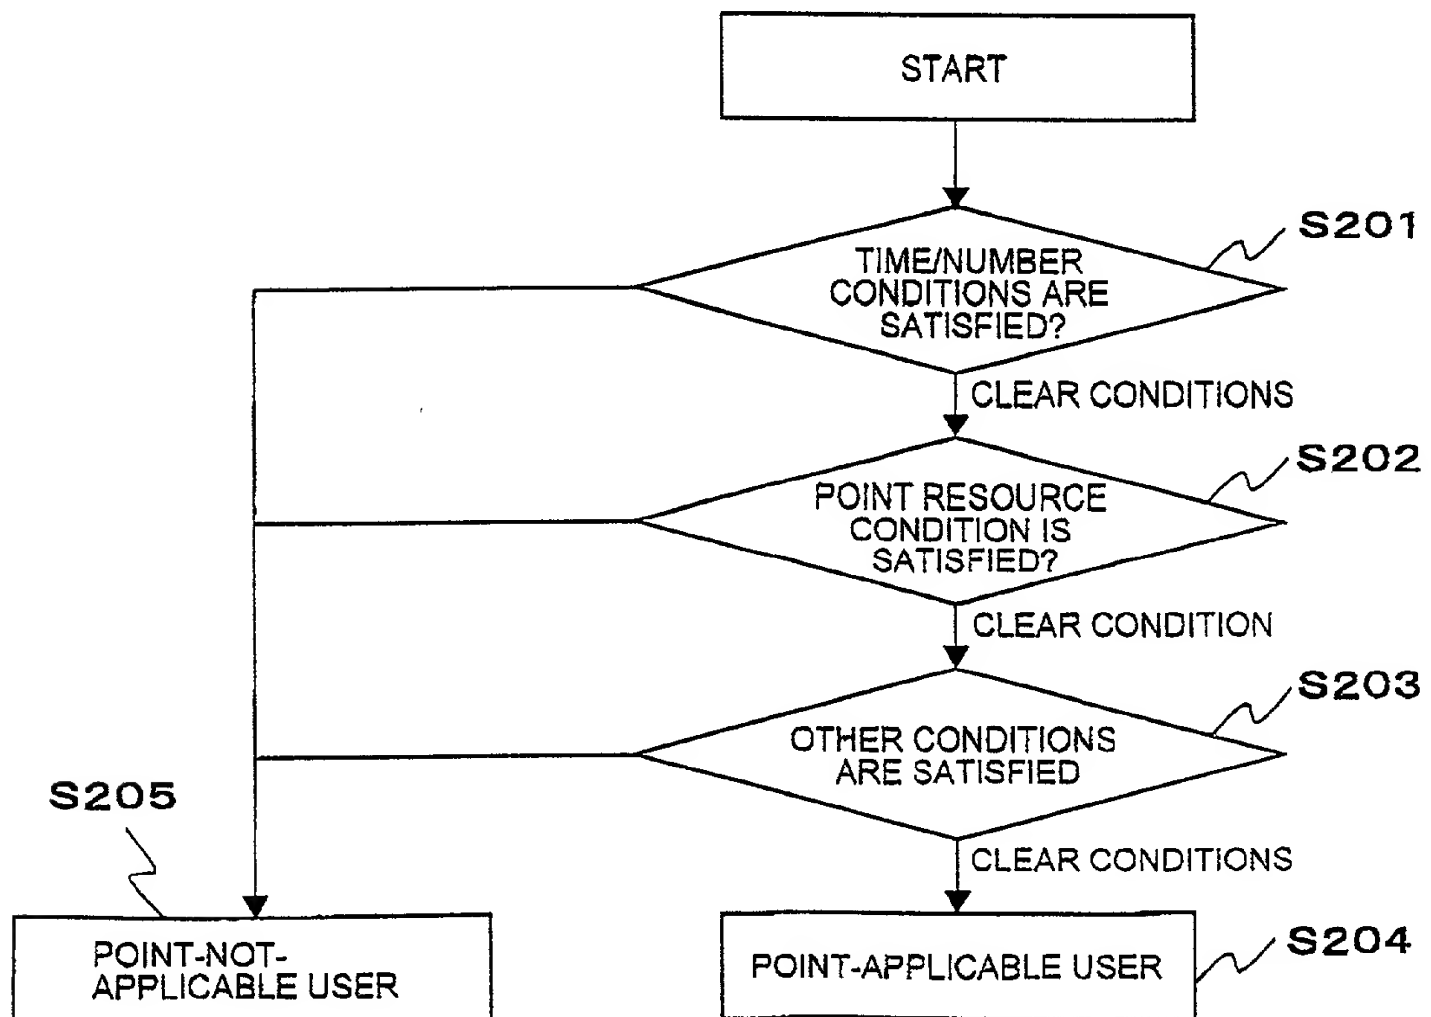 START
S201
TIME/NUMBER
CONDITIONS ARE
SATISFIED?
CLEAR CONDITIONS
S202
POINT RESOURCE
CONDITION IS
SATISFIED?
CLEAR CONDITION
S203
OTHER CONDITIONS
ARE SATISFIED
S205
CLEAR CONDITIONS
POINT-NOT-
APPLICABLE USER
POINT-APPLICABLE USER
S204